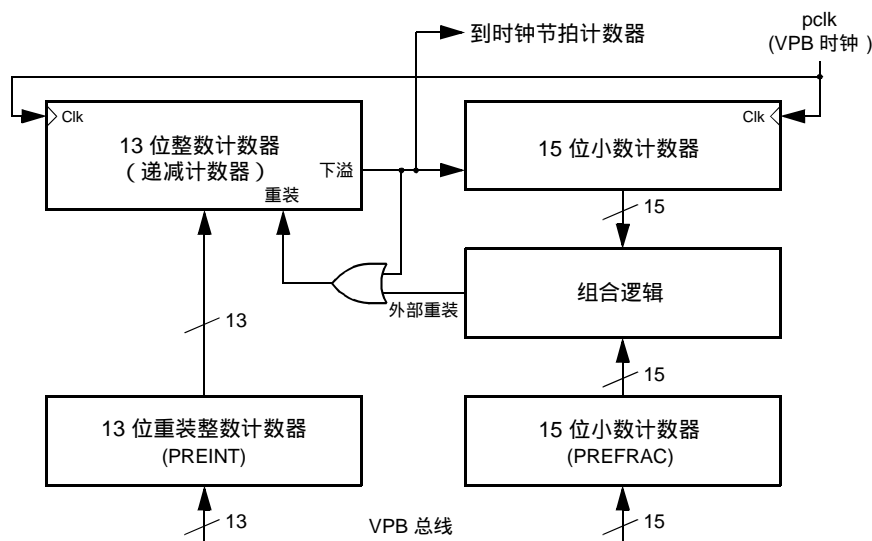 到时钟节拍计数器
pclk
(VPB 时钟）
Clk
13 位整数计数器
（递减计数器）
下溢
重装
Clk
15 位小数计数器
15
组合逻辑
外部重装
13
15
13 位重装整数计数器
(PREINT)
15 位小数计数器
(PREFRAC)
13
VPB 总线
15